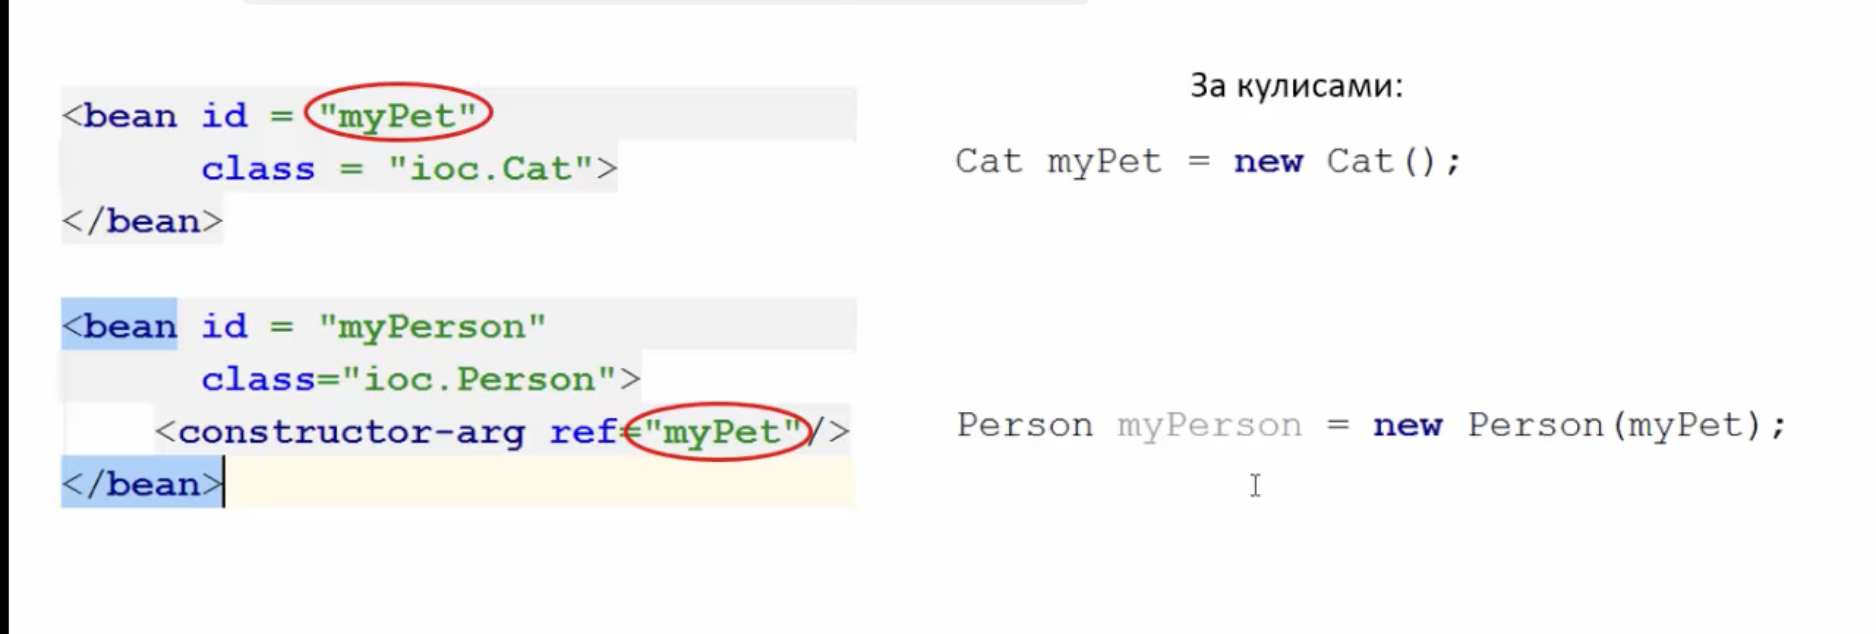 <bean id = "myPet"
class = "ioc.Cat">
</bean>
<bean id = "myPerson"
class="ioc.Person">
<constructor-arg ref="myPet"/>
</bean>
За кулисами:
Cat myPet = new Cat();
Person myPerson = new Person(myPet);